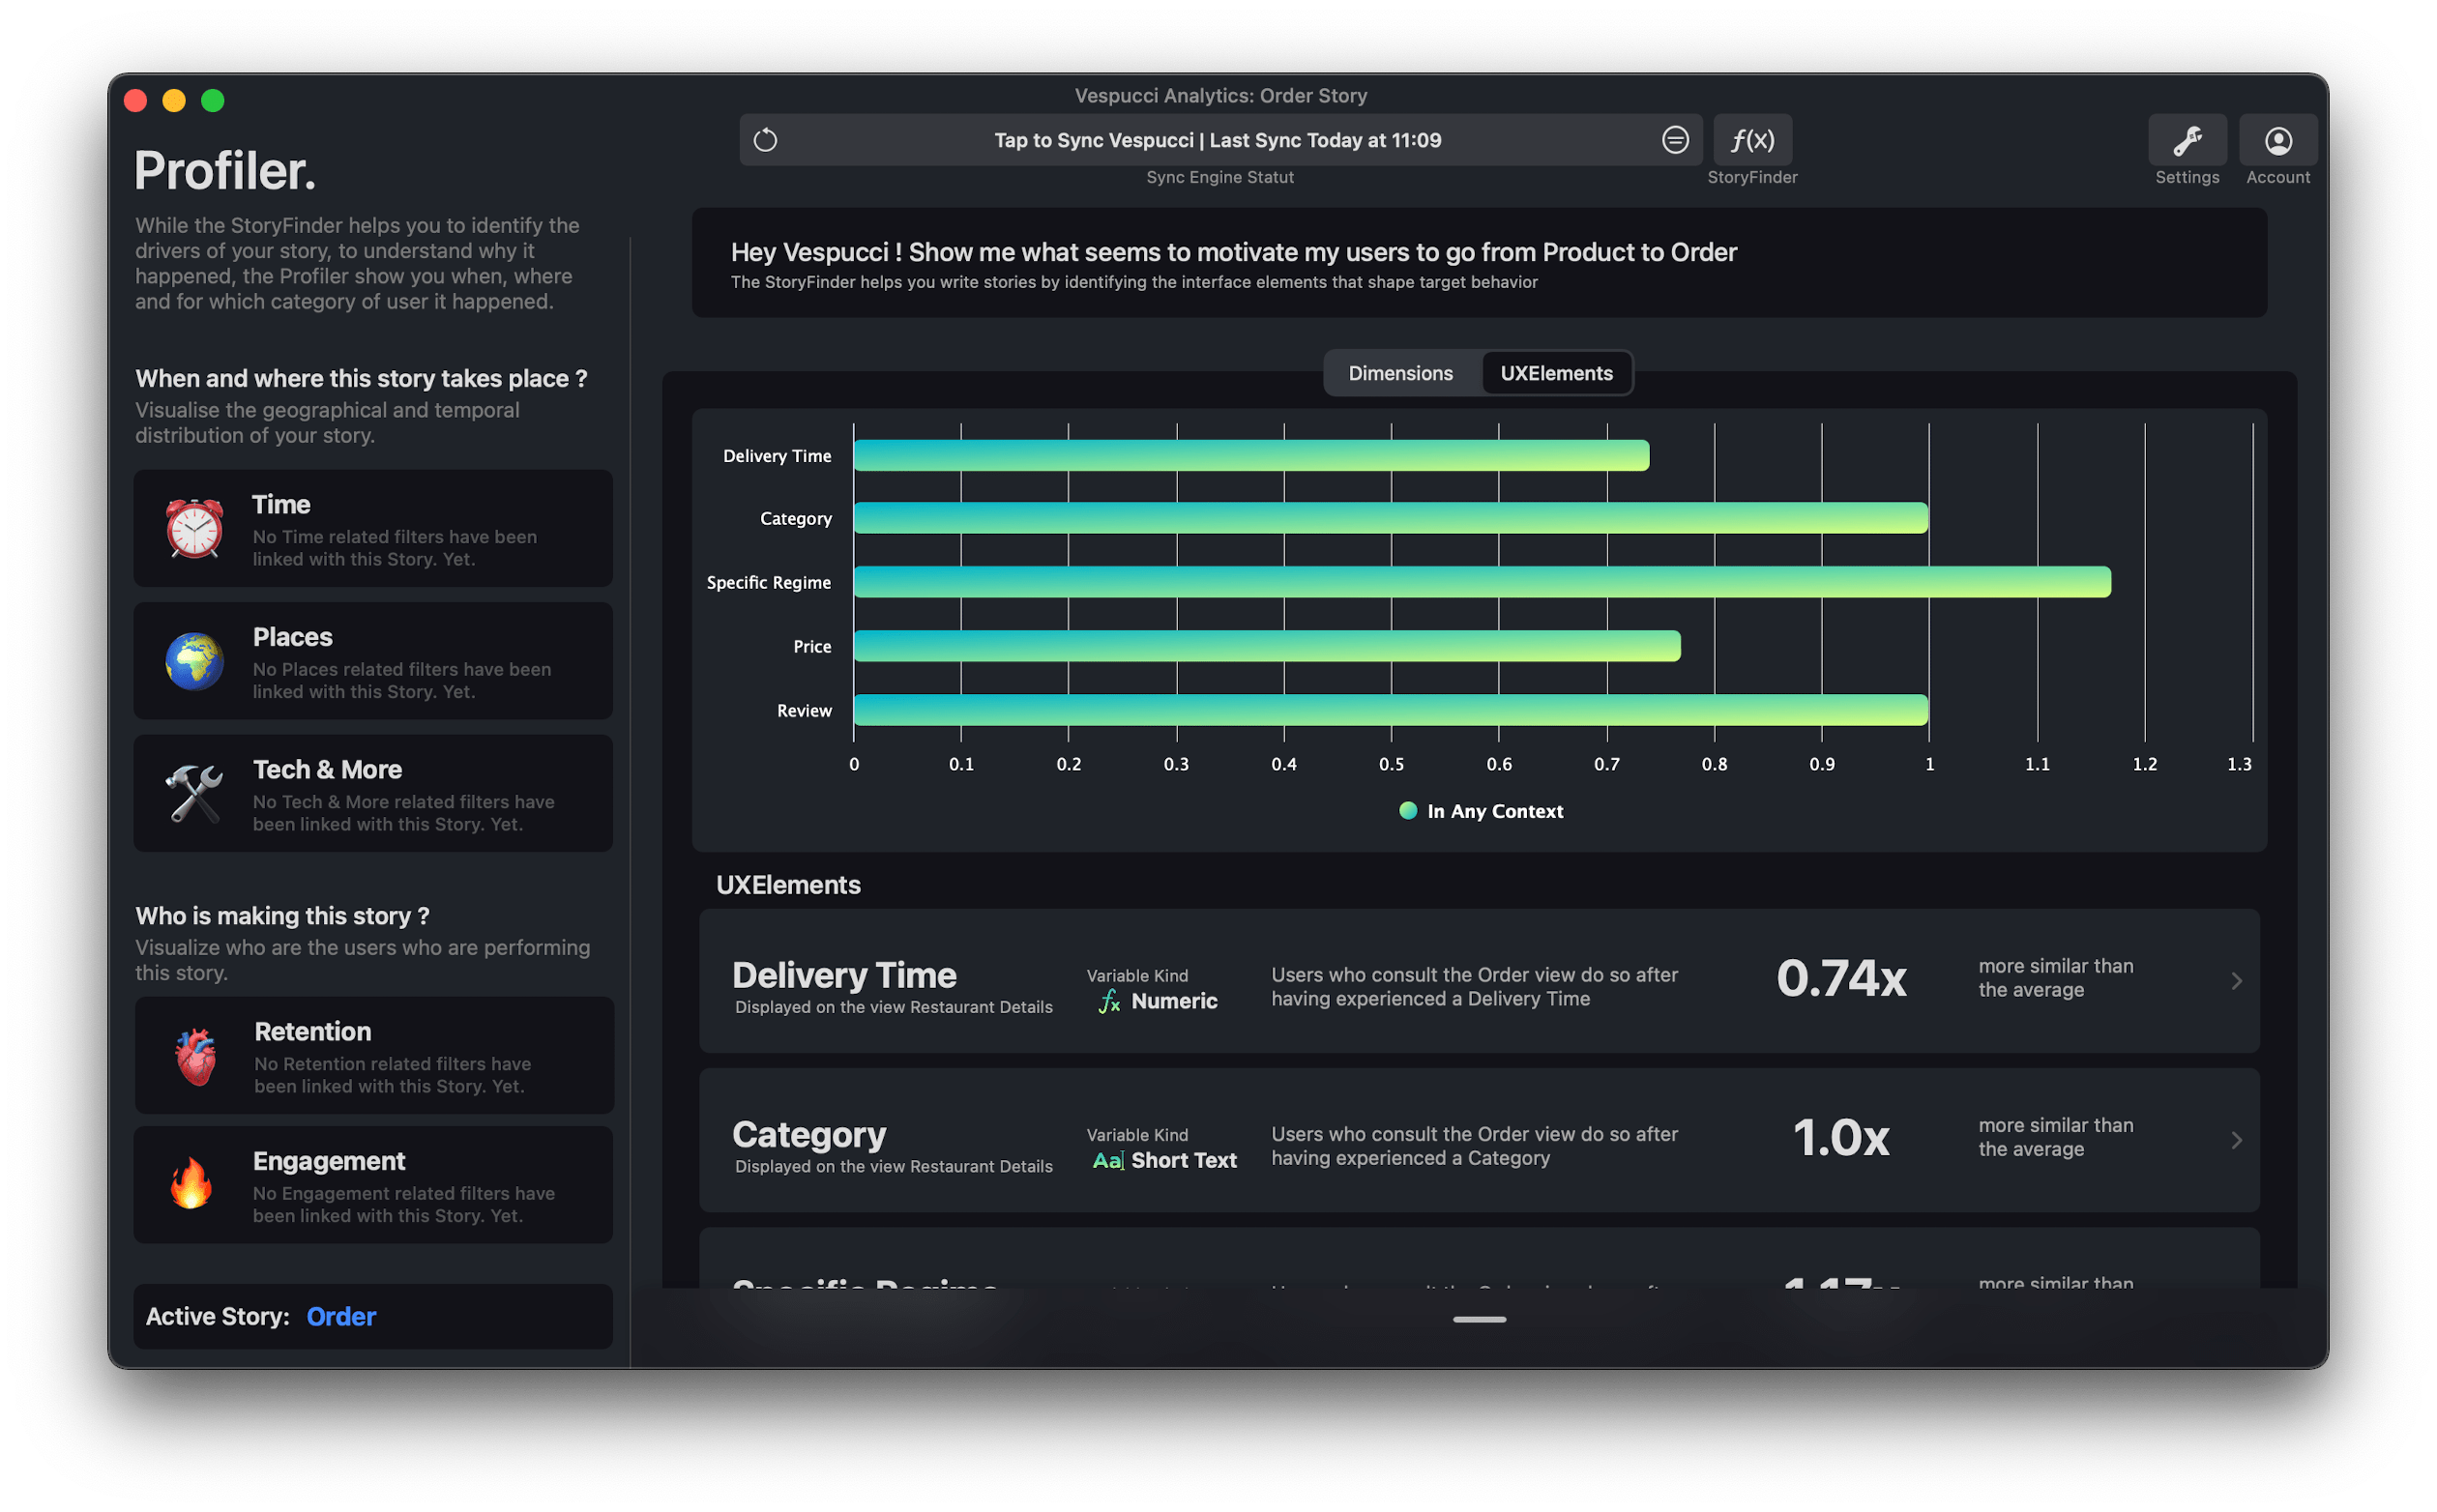 Vespucci Analytics: Order Story
Tap to Sync Vespucci | Last Sync Today at 11:09
Sync Engine Statut
ƒ(x)
StoryFinder
Settings
Account
Profiler.
While the StoryFinder helps you to identify the
drivers of your story, to understand why it
happened, the Profiler show you when, where
and for which category of user it happened.
When and where this story takes place ?
Visualise the geographical and temporal
distribution of your story.
Time
No Time related filters have been
linked with this Story. Yet.
Places
No Places related filters have been
linked with this Story. Yet.
Tech & More
No Tech & More related filters have
been linked with this Story. Yet.
Who is making this story ?
Visualize who are the users who are performing
this story.
Retention
No Retention related filters have
been linked with this Story. Yet.
Engagement
No Engagement related filters have
been linked with this Story. Yet.
Active Story: Order
Hey Vespucci ! Show me what seems to motivate my users to go from Product to Order
The StoryFinder helps you write stories by identifying the interface elements that shape target behavior
Dimensions
UXElements
Delivery Time
Category
Specific Regime
Price
Review
0 0.1 0.2 0.3 0.4 0.5 0.6 0.7 0.8 0.9 1 1.1 1.2 1.3
In Any Context
UXElements
Delivery Time
Displayed on the view Restaurant Details
Variable Kind
ƒx Numeric
Users who consult the Order view do so after
having experienced a Delivery Time
0.74x
more similar than
the average
Category
Displayed on the view Restaurant Details
Variable Kind
Aa Short Text
Users who consult the Order view do so after
having experienced a Category
1.0x
more similar than
the average
Specific Regime
1.17x
more similar than